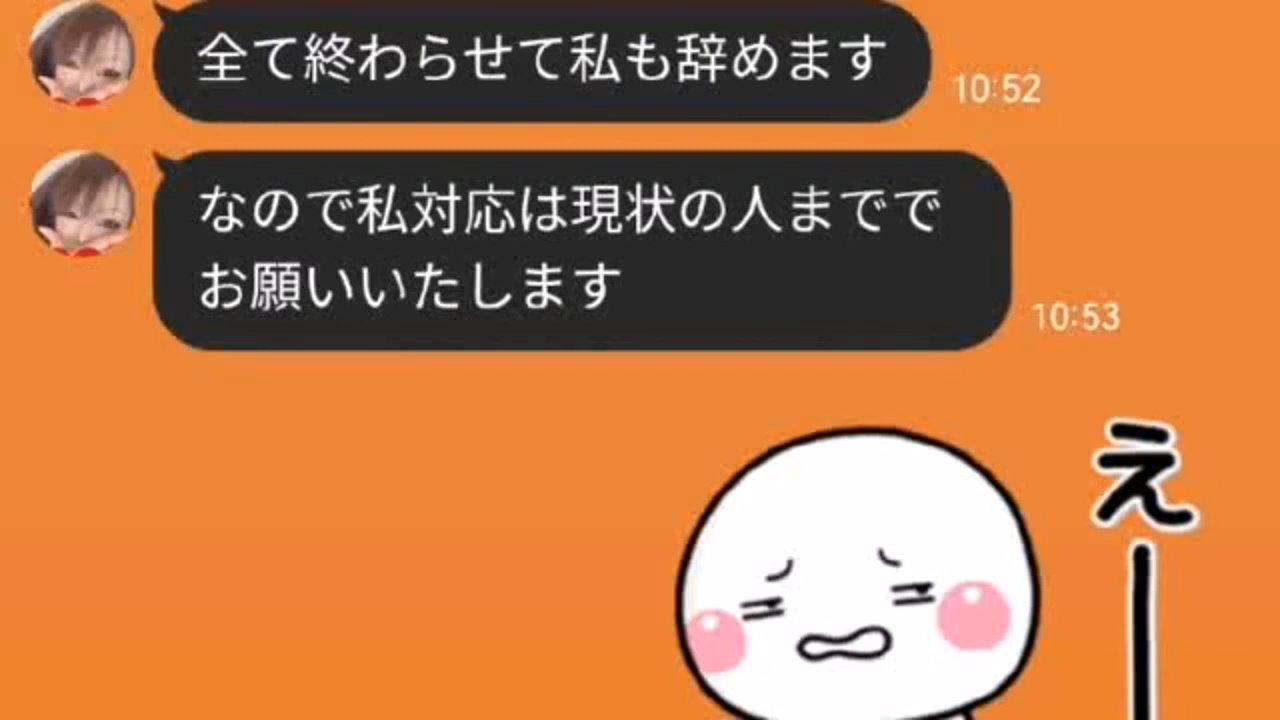 全て終わらせて私も辞めます
10:52
なので私対応は現状の人までで
お願いいたします
10:53
えー